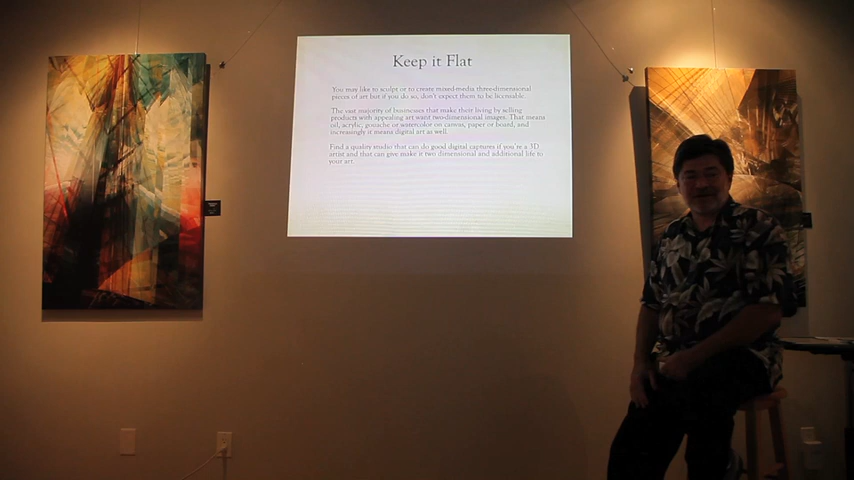 Keep it Flat
You may like to sculpt or to create mixed-media three-dimensional
pieces of art but if you do so, don't expect them to be licensable.
The vast majority of businesses that make their living by selling
products with appealing art want two-dimensional images. That means
oil, acrylic, gouache or watercolor on canvas, paper or board, and
increasingly it means digital art as well.
Find a quality studio that can do good digital captures if you're a 3D
artist and that can give make it two dimensional and additional life to
your art.